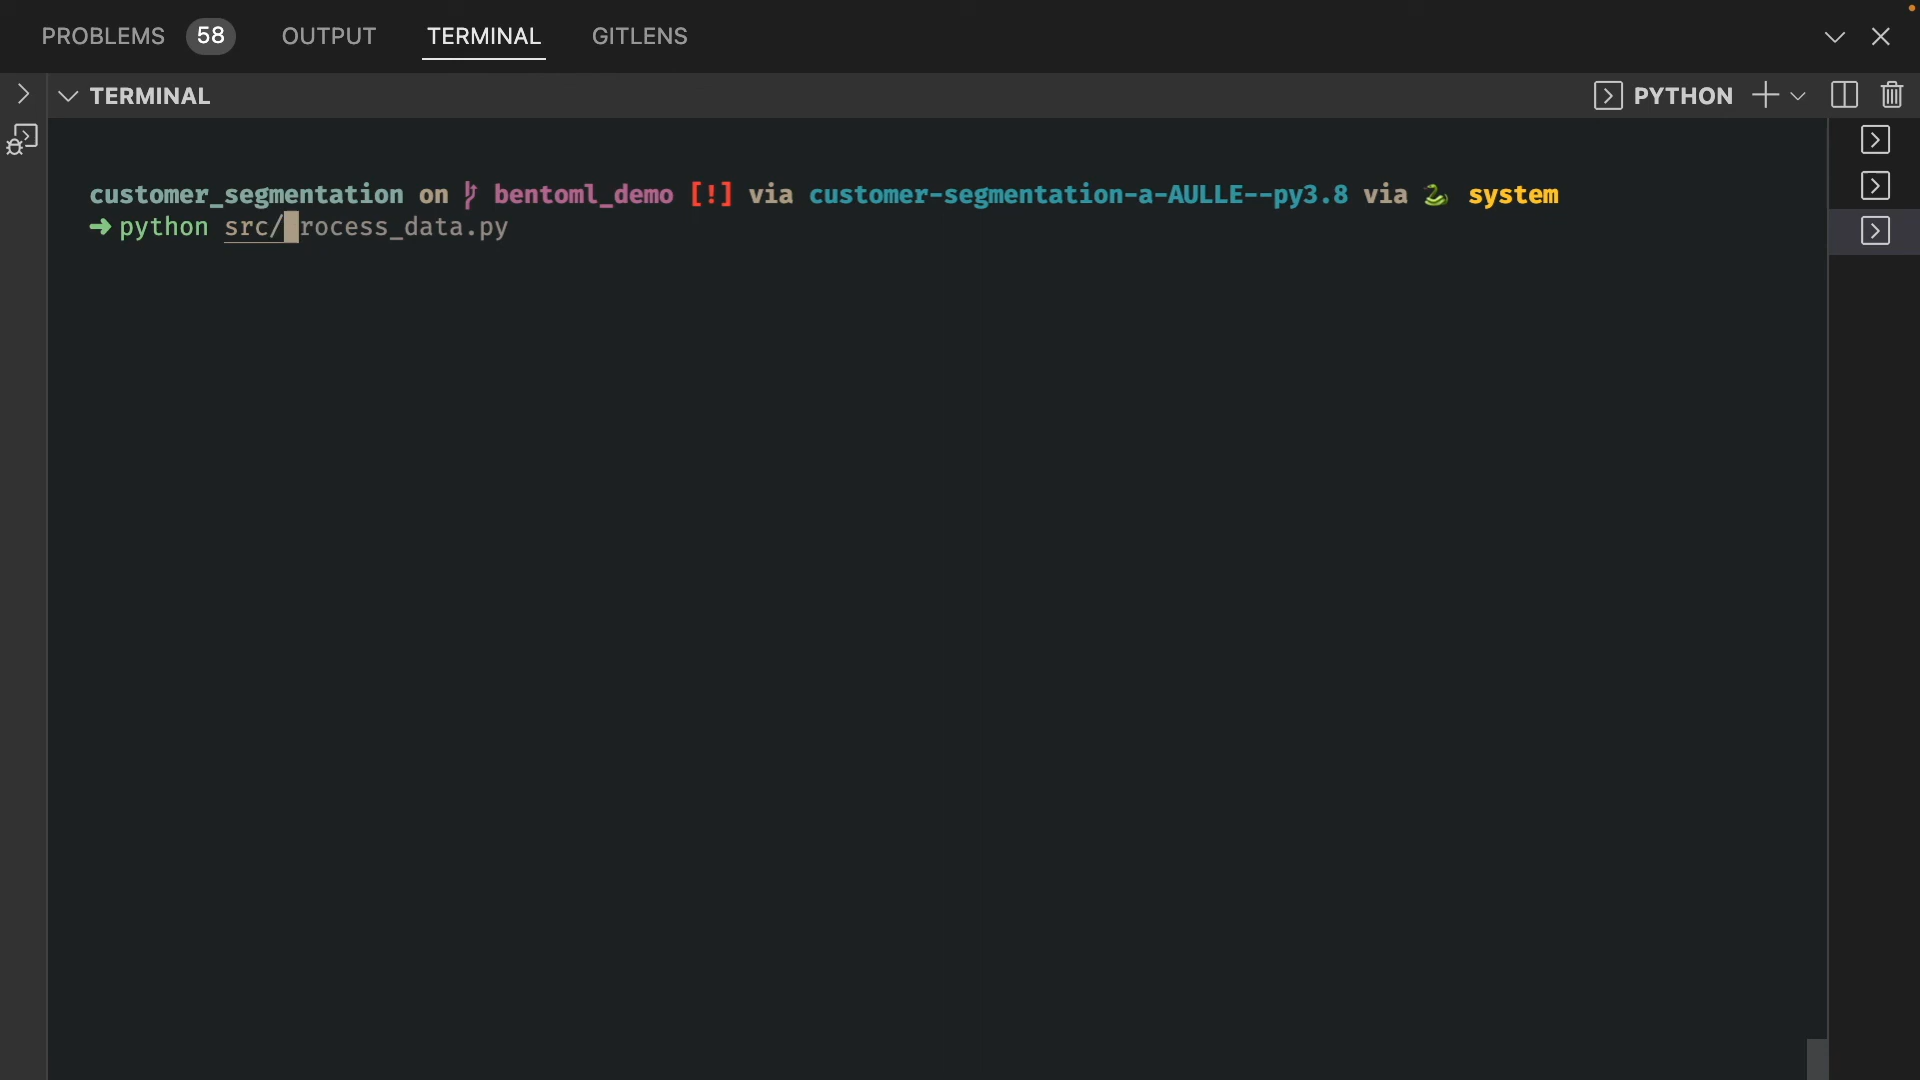 PROBLEMS 58 OUTPUT TERMINAL GITLENS
TERMINAL PYTHON
customer_segmentation on bentoml_demo [!] via customer-segmentation-a-AULLE--py3.8 via 🐍 system
➜ python src/rocess_data.py